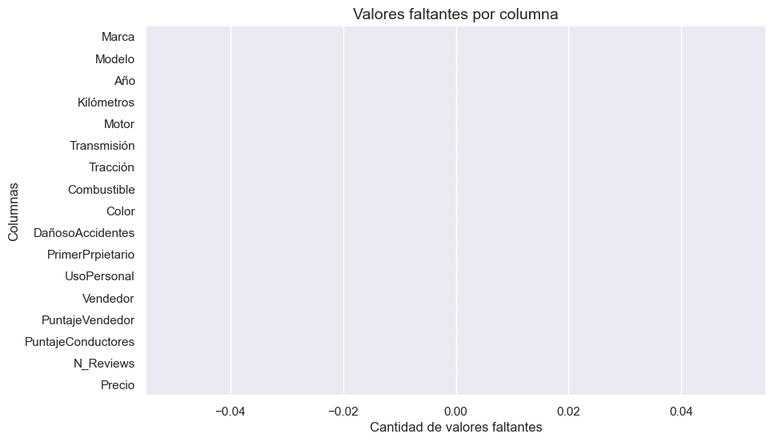 Valores faltantes por columna
Columnas
Marca
Modelo
Año
Kilómetros
Motor
Transmisión
Tracción
Combustible
Color
DañosoAccidentes
PrimerPrpietario
UsoPersonal
Vendedor
PuntajeVendedor
PuntajeConductores
N_Reviews
Precio
−0.04 −0.02 0.00 0.02 0.04
Cantidad de valores faltantes